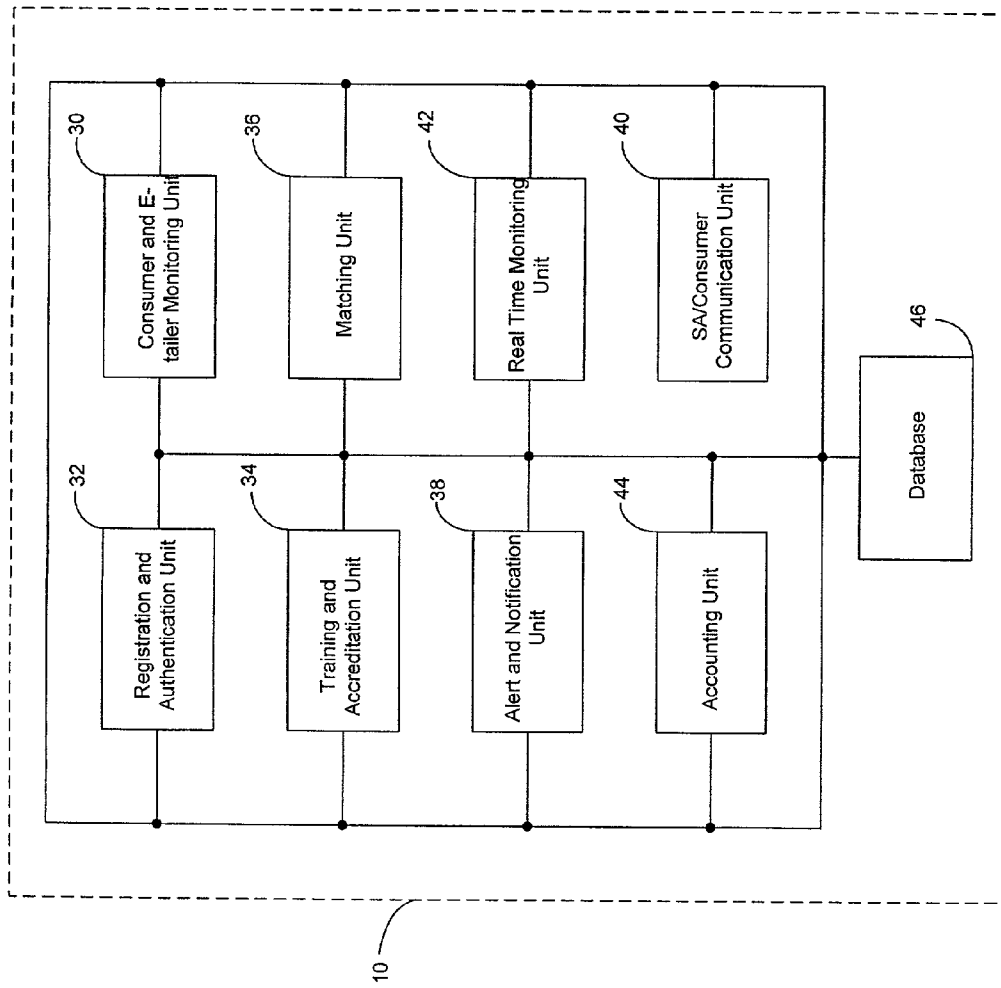 10
32
Registration and
Authentication Unit
30
Consumer and E-
tailer Monitoring Unit
34
Training and
Accreditation Unit
36
Matching Unit
38
Alert and Notification
Unit
42
Real Time Monitoring
Unit
44
Accounting Unit
40
SA/Consumer
Communication Unit
46
Database